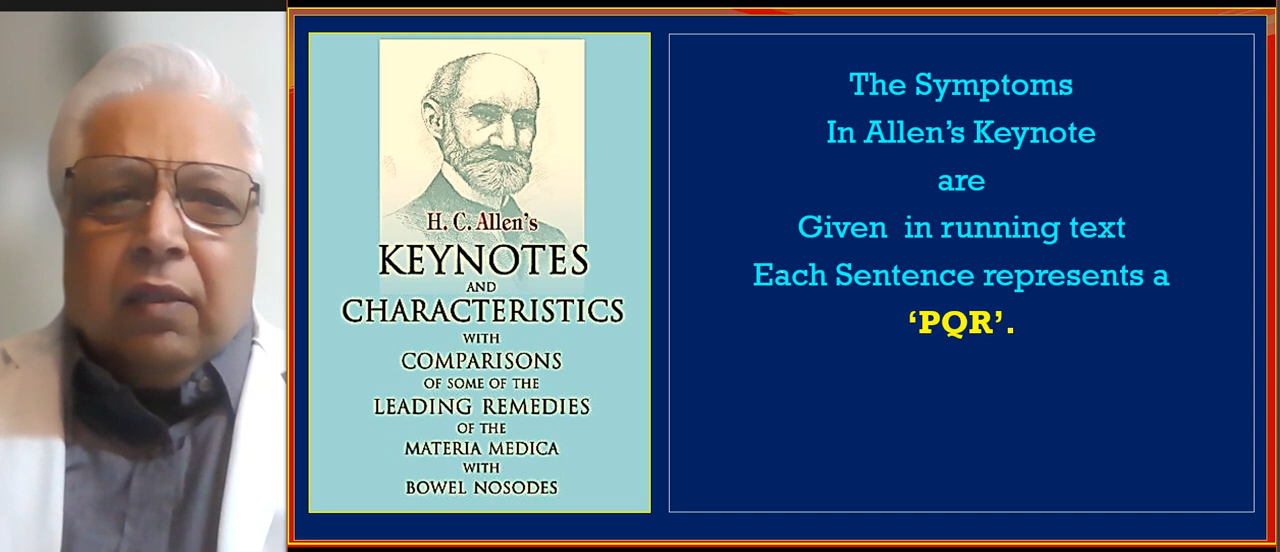 H. C. Allen's
KEYNOTES
AND
CHARACTERISTICS
WITH
COMPARISONS
OF SOME OF THE
LEADING REMEDIES
OF THE
MATERIA MEDICA
WITH
BOWEL NOSODES
The Symptoms
In Allen’s Keynote
are
Given  in running text
Each Sentence represents a
‘PQR’.